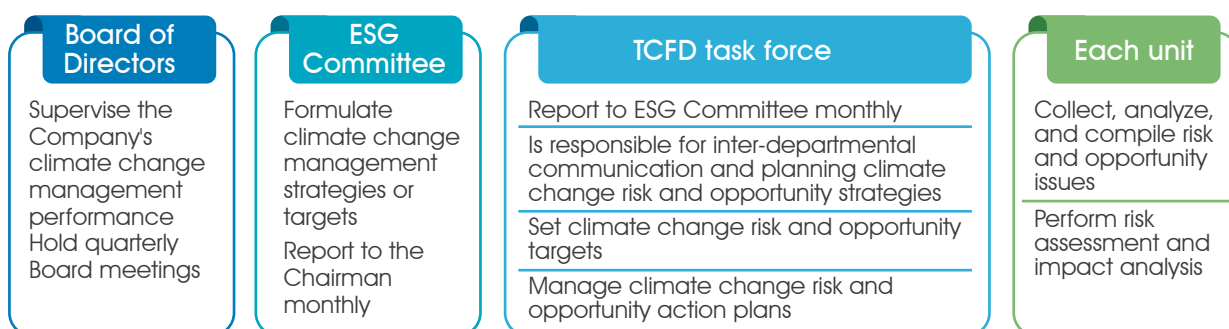 Board of
Directors
Supervise the
Company's
climate change
management
performance
Hold quarterly
Board meetings
ESG
Committee
Formulate
climate change
management
strategies or
targets
Report to the
Chairman
monthly
TCFD task force
Report to ESG Committee monthly
Is responsible for inter-departmental
communication and planning climate
change risk and opportunity strategies
Set climate change risk and opportunity
targets
Manage climate change risk and
opportunity action plans
Each unit
Collect, analyze,
and compile risk
and opportunity
issues
Perform risk
assessment and
impact analysis